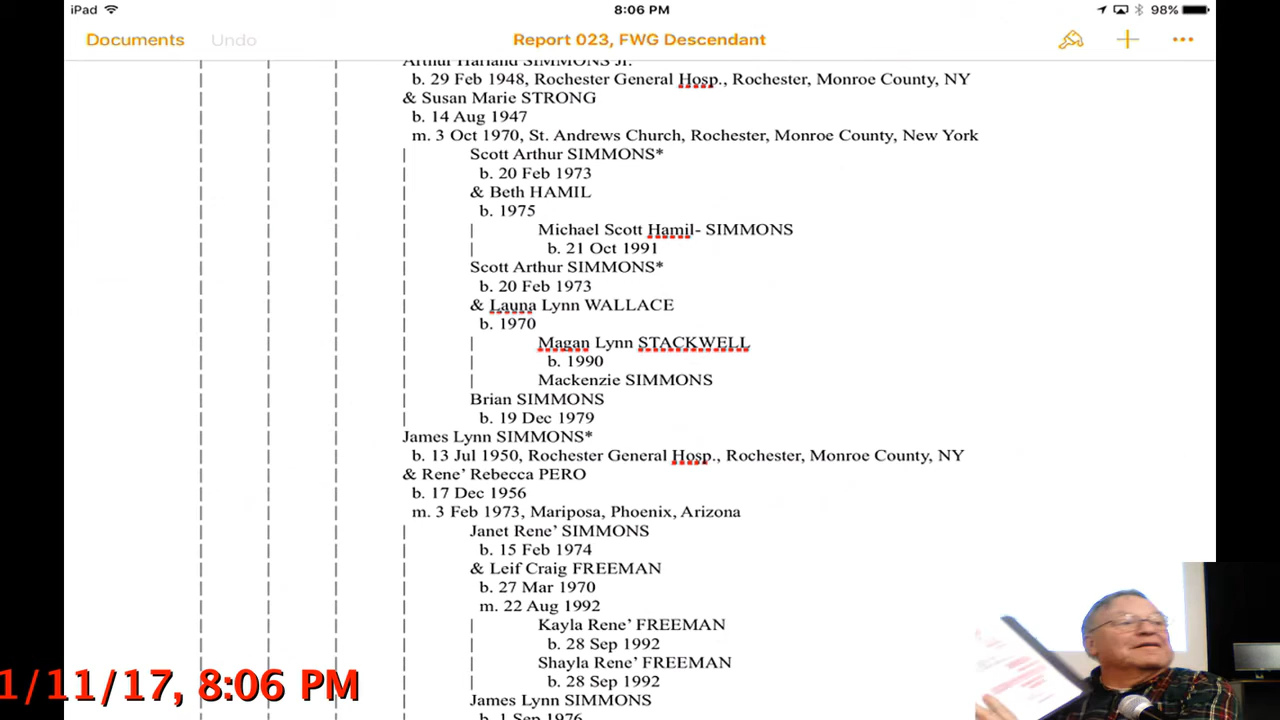 iPad 8:06 PM 98%
Documents Undo Report 023, FWG Descendant
Arthur Harland SIMMONS Jr.
b. 29 Feb 1948, Rochester General Hosp., Rochester, Monroe County, NY
& Susan Marie STRONG
b. 14 Aug 1947
m. 3 Oct 1970, St. Andrews Church, Rochester, Monroe County, New York
Scott Arthur SIMMONS*
b. 20 Feb 1973
& Beth HAMIL
b. 1975
Michael Scott Hamil- SIMMONS
b. 21 Oct 1991
Scott Arthur SIMMONS*
b. 20 Feb 1973
& Launa Lynn WALLACE
b. 1970
Magan Lynn STACKWELL
b. 1990
Mackenzie SIMMONS
Brian SIMMONS
b. 19 Dec 1979
James Lynn SIMMONS*
b. 13 Jul 1950, Rochester General Hosp., Rochester, Monroe County, NY
& Rene’ Rebecca PERO
b. 17 Dec 1956
m. 3 Feb 1973, Mariposa, Phoenix, Arizona
Janet Rene’ SIMMONS
b. 15 Feb 1974
& Leif Craig FREEMAN
b. 27 Mar 1970
m. 22 Aug 1992
Kayla Rene’ FREEMAN
b. 28 Sep 1992
Shayla Rene’ FREEMAN
b. 28 Sep 1992
James Lynn SIMMONS
b. 1 Sep 1976
1/11/17, 8:06 PM